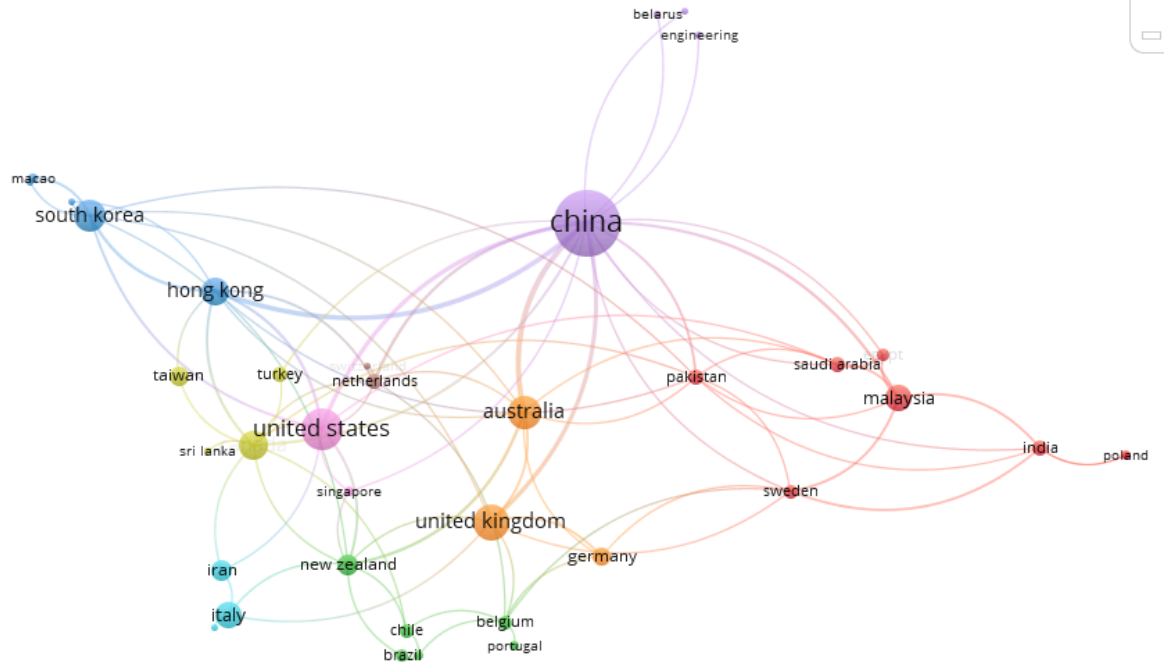 belarus
engineering
macao
south korea
china
hong kong
taiwan
turkey
netherlands
pakistan
saudi arabia
malaysia
australia
united states
sri lanka
india
poland
singapore
sweden
united kingdom
germany
new zealand
iran
italy
chile
belgium
portugal
brazil